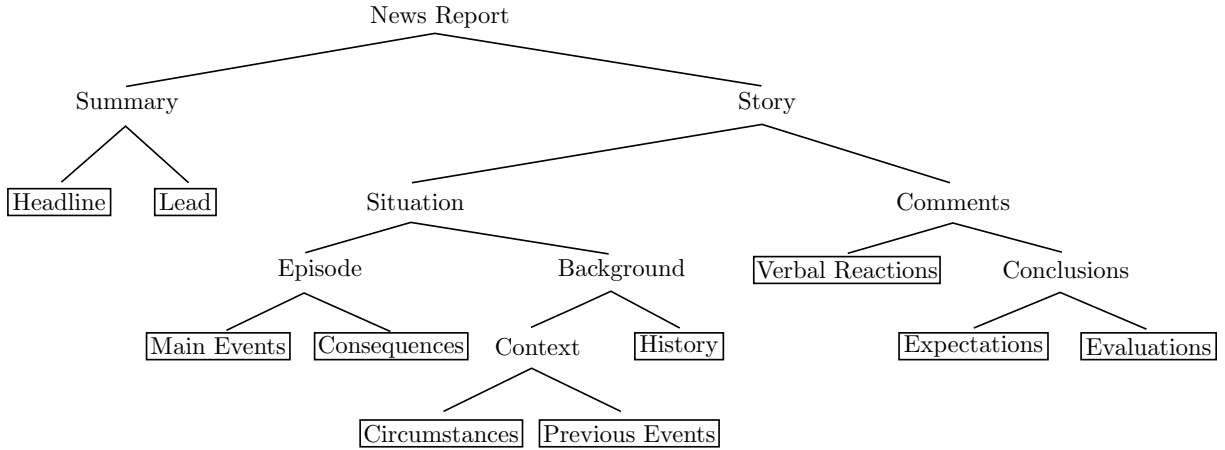 News Report
Summary Story
Headline Lead Situation Comments
Episode Background Verbal Reactions Conclusions
Main Events Consequences Context History Expectations Evaluations
Circumstances Previous Events